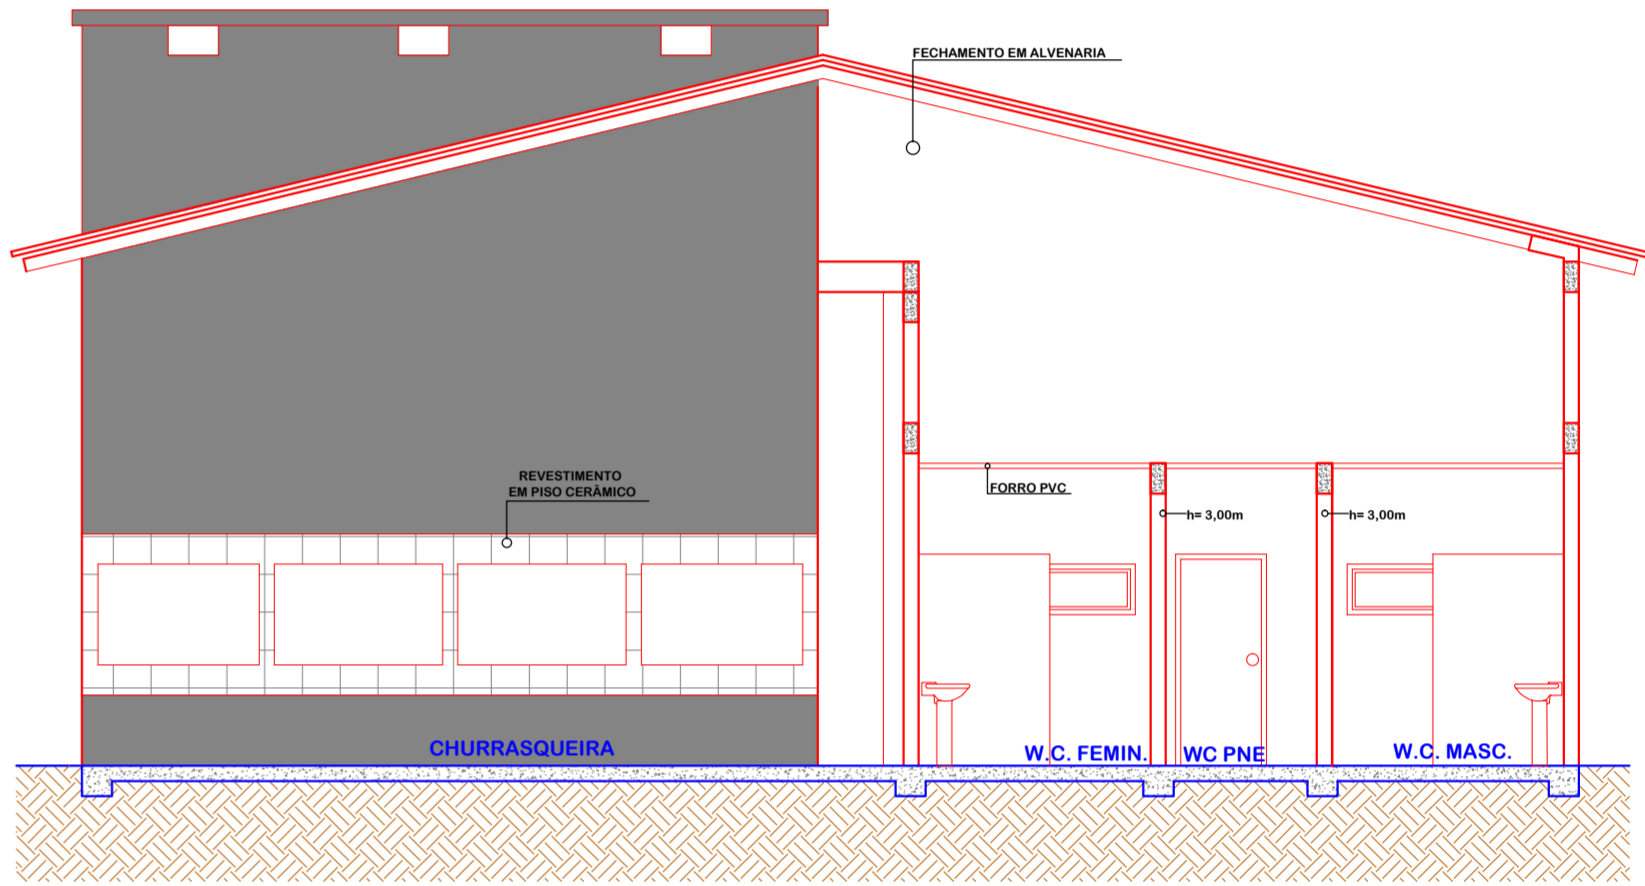 FECHAMENTO EM ALVENARIA
REVESTIMENTO
EM PISO CERÂMICO
FORRO PVC
h= 3,00m
h= 3,00m
CHURRASQUEIRA
W.C. FEMIN.
WC PNE
W.C. MASC.